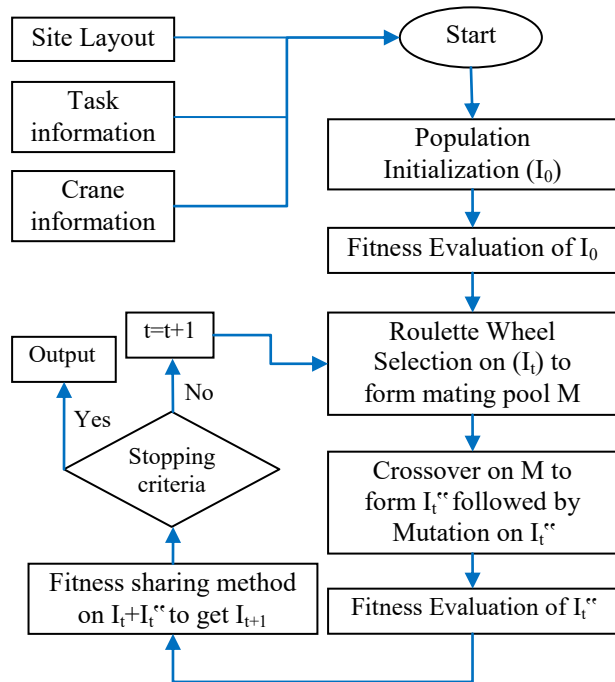 Site Layout
Start
Task
information
Crane
information
Population
Initialization (I₀)
Fitness Evaluation of I₀
Roulette Wheel
Selection on (Iₜ) to
form mating pool M
Crossover on M to
form Iₜ‟ followed by
Mutation on Iₜ‟
Fitness Evaluation of Iₜ‟
Fitness sharing method
on Iₜ+Iₜ‟ to get Iₜ₊₁
Stopping
criteria
No
t=t+1
Yes
Output